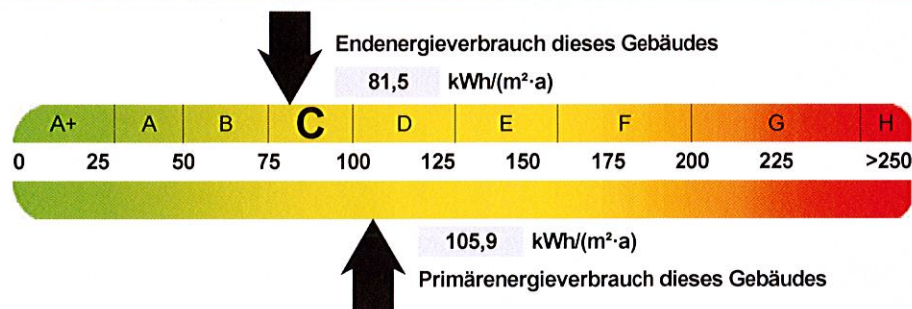 Endenergieverbrauch dieses Gebäudes
81,5 kWh/(m²·a)
A+ A B C D E F G H
0 25 50 75 100 125 150 175 200 225 >250
105,9 kWh/(m²·a)
Primärenergieverbrauch dieses Gebäudes